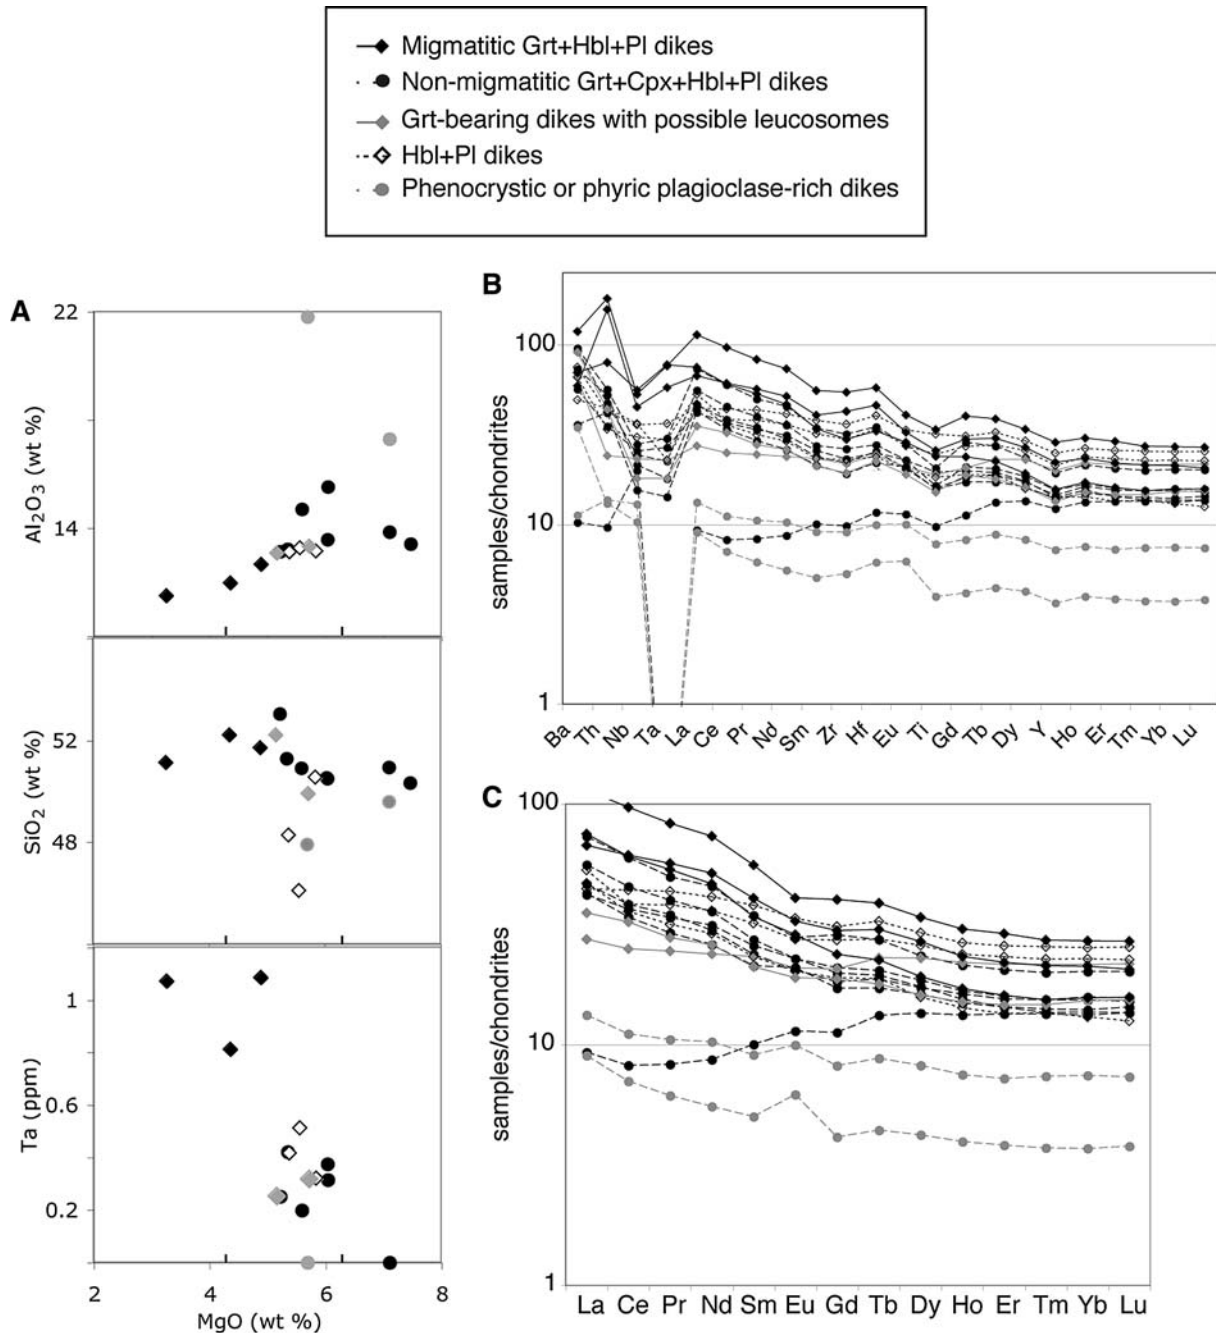 Migmatitic Grt+Hbl+Pl dikes
Non-migmatitic Grt+Cpx+Hbl+Pl dikes
Grt-bearing dikes with possible leucosomes
Hbl+Pl dikes
Phenocrystic or phyric plagioclase-rich dikes
A
22
14
Al₂O₃ (wt %)
52
48
SiO₂ (wt %)
1
0.6
0.2
Ta (ppm)
2 4 6 8
MgO (wt %)
B
100
10
1
samples/chondrites
Ba Th Nb Ta La Ce Pr Nd Sm Zr Hf Eu Ti Gd Tb Dy Y Ho Er Tm Yb Lu
C
100
10
1
samples/chondrites
La Ce Pr Nd Sm Eu Gd Tb Dy Ho Er Tm Yb Lu